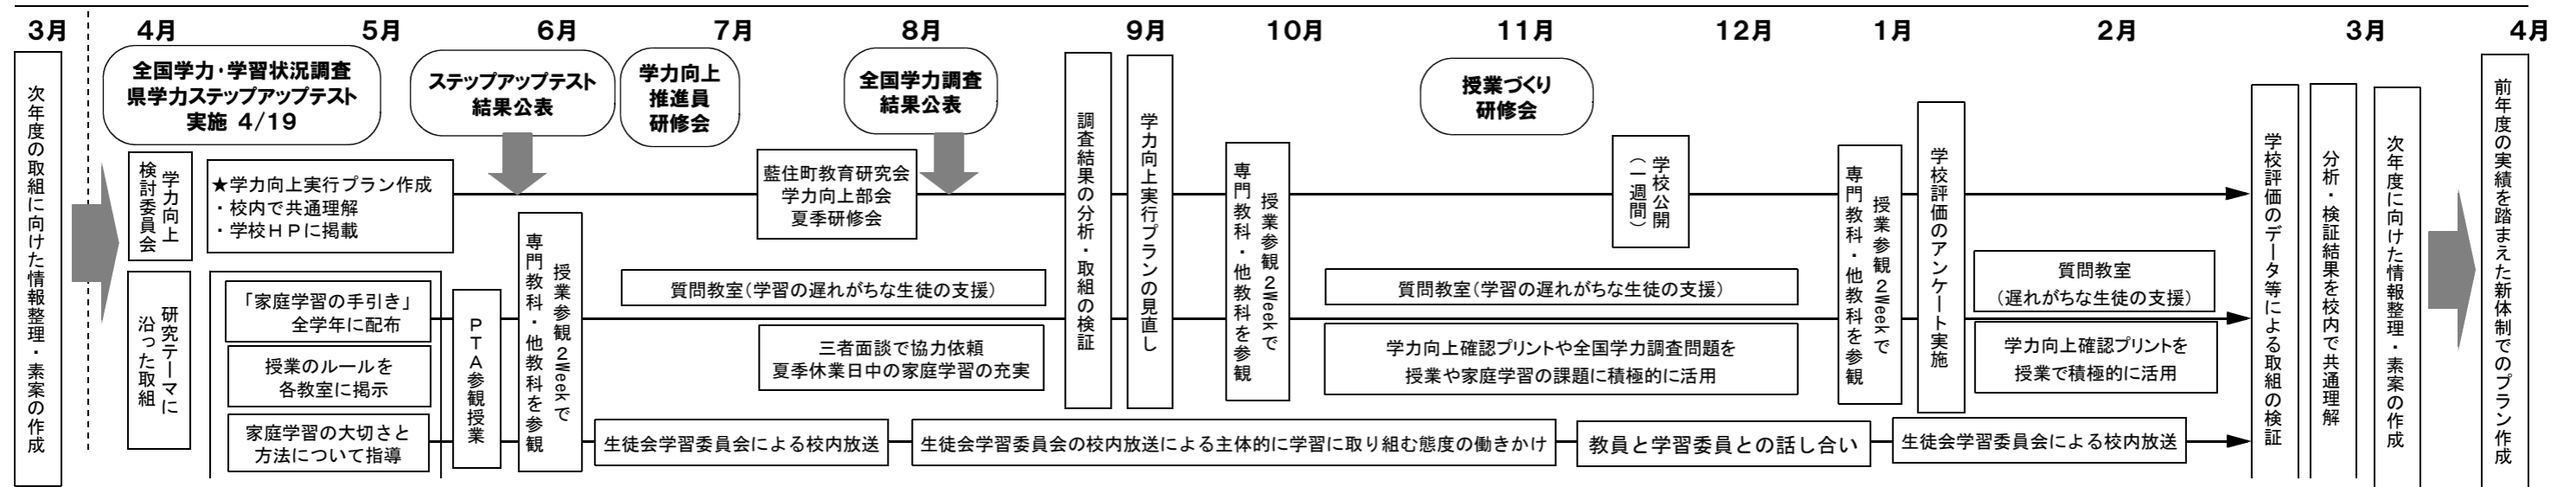 3月
4月
5月
6月
7月
8月
9月
10月
11月
12月
1月
2月
3月
4月
次年度の取組に向けた情報整理・素案の作成
全国学力・学習状況調査
県学力ステップアップテスト
実施 4/19
ステップアップテスト
結果公表
学力向上
推進員
研修会
全国学力調査
結果公表
授業づくり
研修会
学力向上
検討委員会
★学力向上実行プラン作成
・校内で共通理解
・学校HPに掲載
研究テーマに
沿った取組
「家庭学習の手引き」
全学年に配布
授業のルールを
各教室に掲示
家庭学習の大切さと
方法について指導
PTA参観授業
授業参観2Weekで
専門教科・他教科を参観
藍住町教育研究会
学力向上部会
夏季研修会
質問教室(学習の遅れがちな生徒の支援)
三者面談で協力依頼
夏季休業日中の家庭学習の充実
生徒会学習委員会による校内放送
生徒会学習委員会の校内放送による主体的に学習に取り組む態度の働きかけ
調査結果の分析・取組の検証
学力向上実行プランの見直し
授業参観2Weekで
専門教科・他教科を参観
学校公開
(一週間)
質問教室(学習の遅れがちな生徒の支援)
学力向上確認プリントや全国学力調査問題を
授業や家庭学習の課題に積極的に活用
教員と学習委員との話し合い
授業参観2Weekで
専門教科・他教科を参観
学校評価のアンケート実施
質問教室
(遅れがちな生徒の支援)
学力向上確認プリントを
授業で積極的に活用
生徒会学習委員会による校内放送
学校評価のデータ等による取組の検証
分析・検証結果を校内で共通理解
次年度に向けた情報整理・素案の作成
前年度の実績を踏まえた新体制でのプラン作成